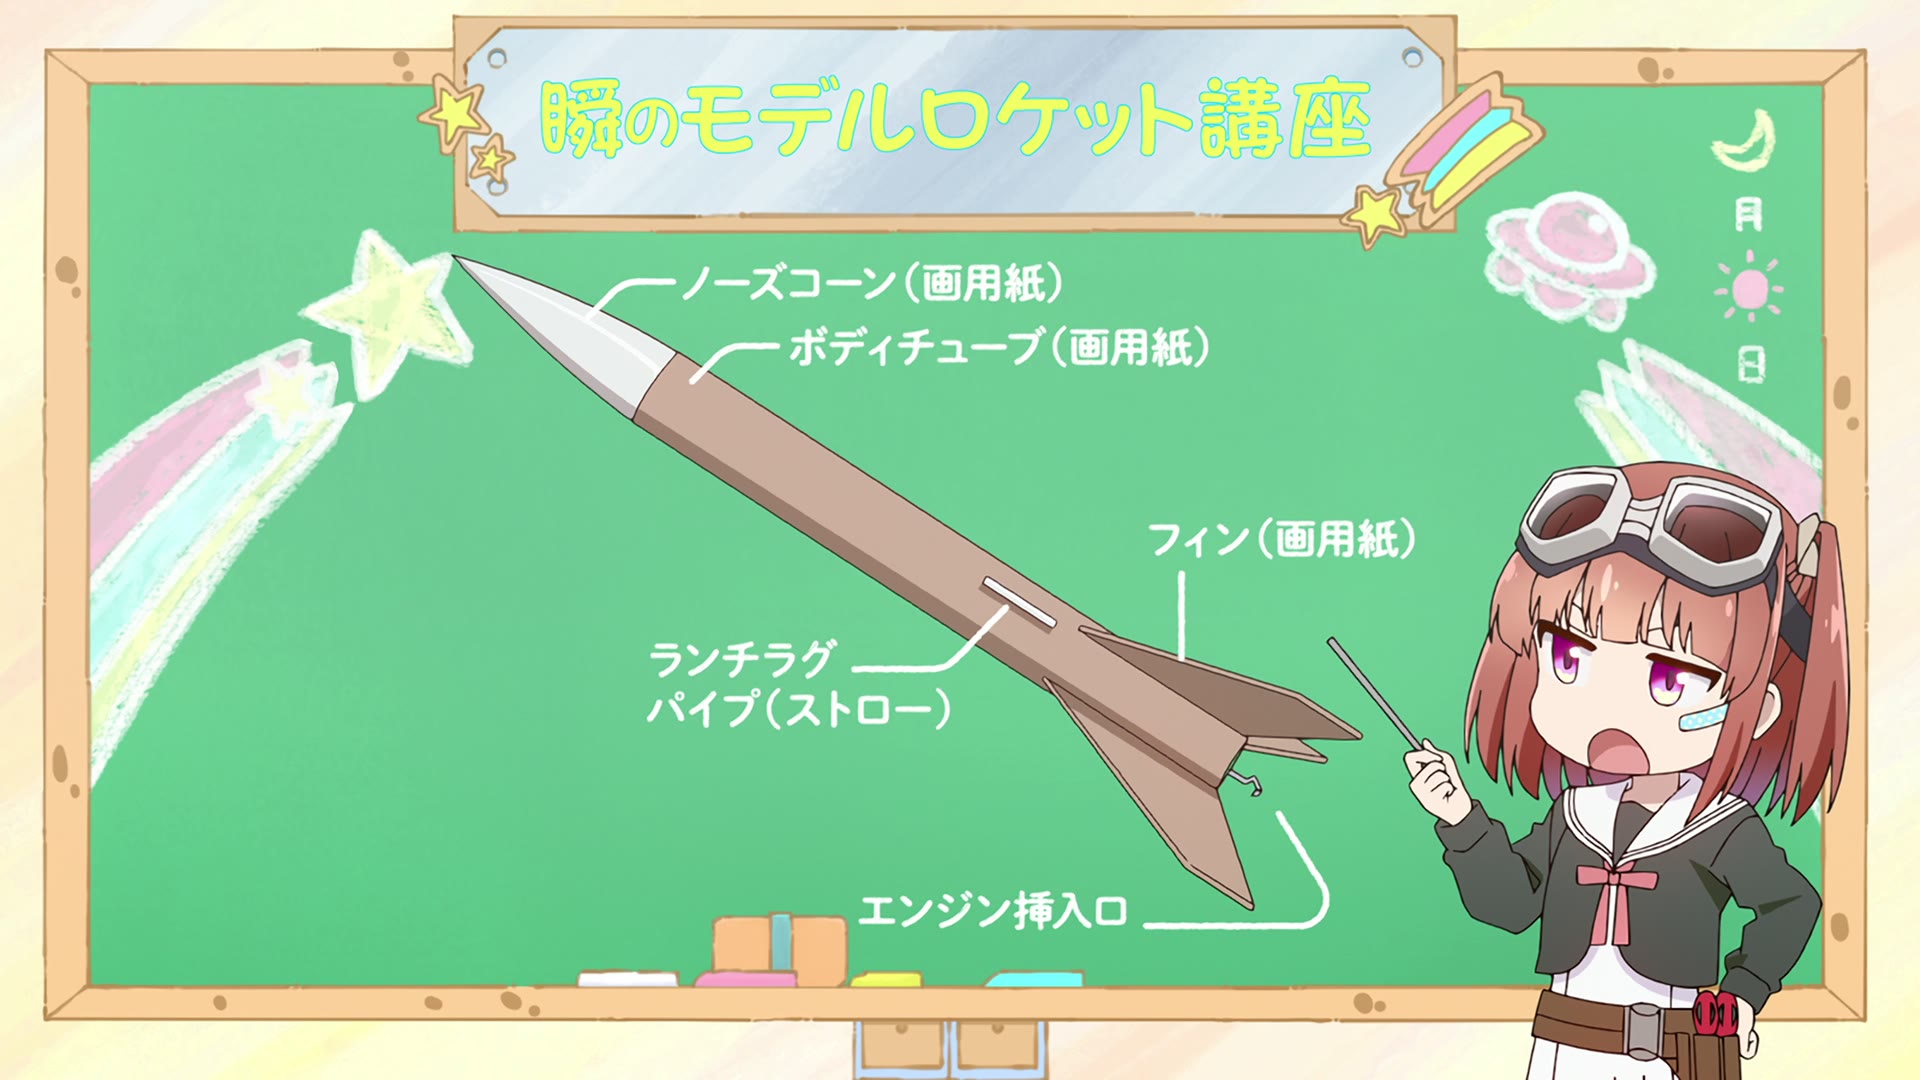 瞬のモデルロケット講座
ノーズコーン（画用紙）
ボディチューブ（画用紙）
フィン（画用紙）
ランチラグ
パイプ（ストロー）
エンジン挿入口
月
日